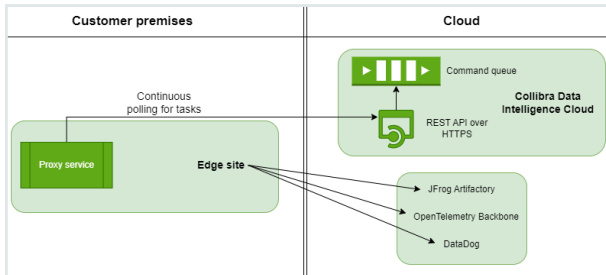 Customer premises
Cloud
Command queue
Collibra Data
Intelligence Cloud
Continuous
polling for tasks
REST API over
HTTPS
Proxy service
Edge site
JFrog Artifactory
OpenTelemetry Backbone
DataDog